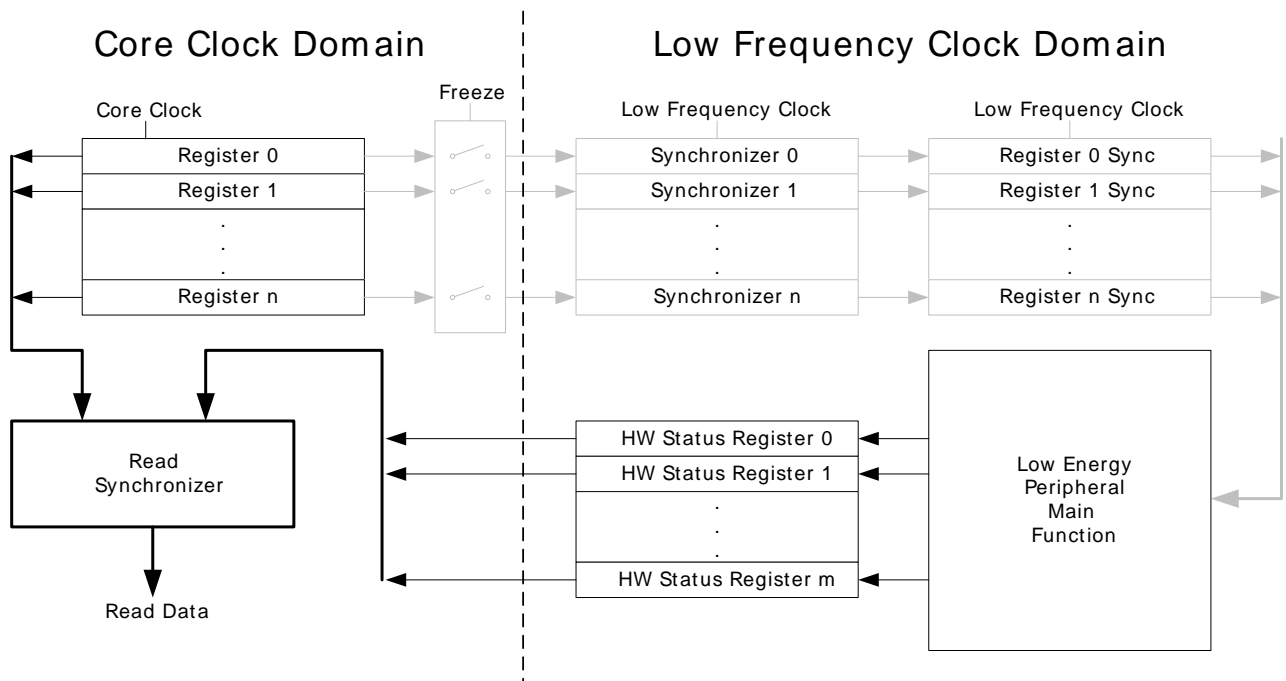 Core Clock Domain
Low Frequency Clock Domain
Freeze
Core Clock
Low Frequency Clock
Low Frequency Clock
Register 0
Synchronizer 0
Register 0 Sync
Register 1
Synchronizer 1
Register 1 Sync
.
.
.
.
.
.
.
.
.
Register n
Synchronizer n
Register n Sync
HW Status Register 0
HW Status Register 1
.
.
.
HW Status Register m
Read
Synchronizer
Low Energy
Peripheral
Main
Function
Read Data